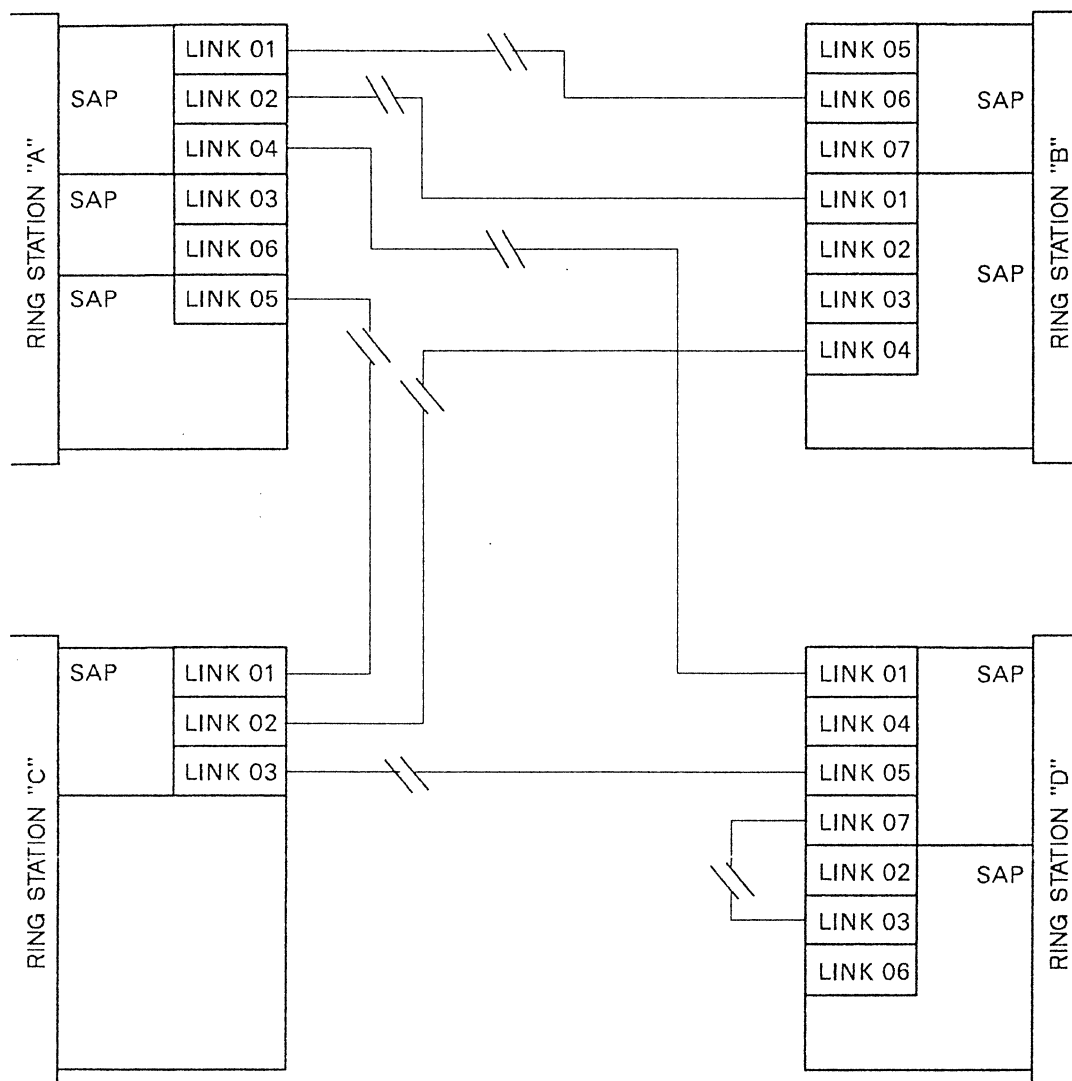 RING STATION "A"
SAP
LINK 01
LINK 02
LINK 04
SAP
LINK 03
LINK 06
SAP
LINK 05
LINK 05
LINK 06
LINK 07
SAP
LINK 01
LINK 02
LINK 03
LINK 04
SAP
RING STATION "B"
RING STATION "C"
SAP
LINK 01
LINK 02
LINK 03
LINK 01
LINK 04
LINK 05
LINK 07
SAP
LINK 02
LINK 03
LINK 06
SAP
RING STATION "D"